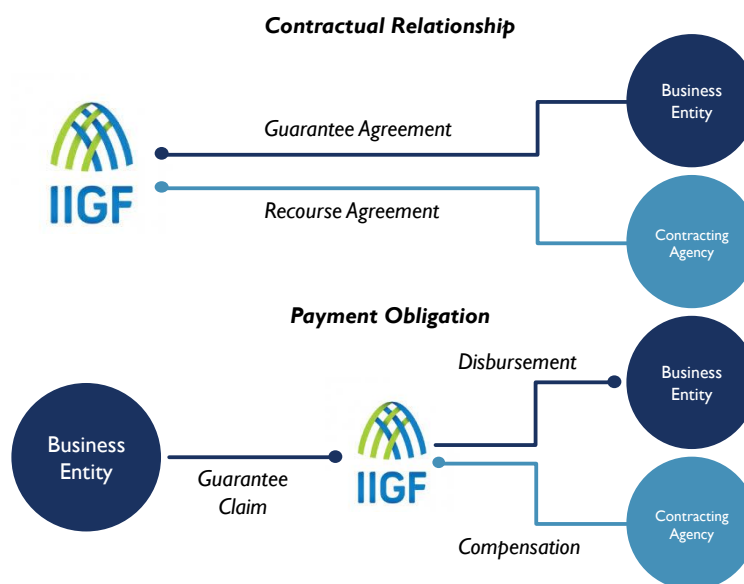 Contractual Relationship
Business
Entity
Guarantee Agreement
IIGF
Recourse Agreement
Contracting
Agency
Payment Obligation
Disbursement
Business
Entity
Business
Entity
Guarantee
Claim
IIGF
Contracting
Agency
Compensation